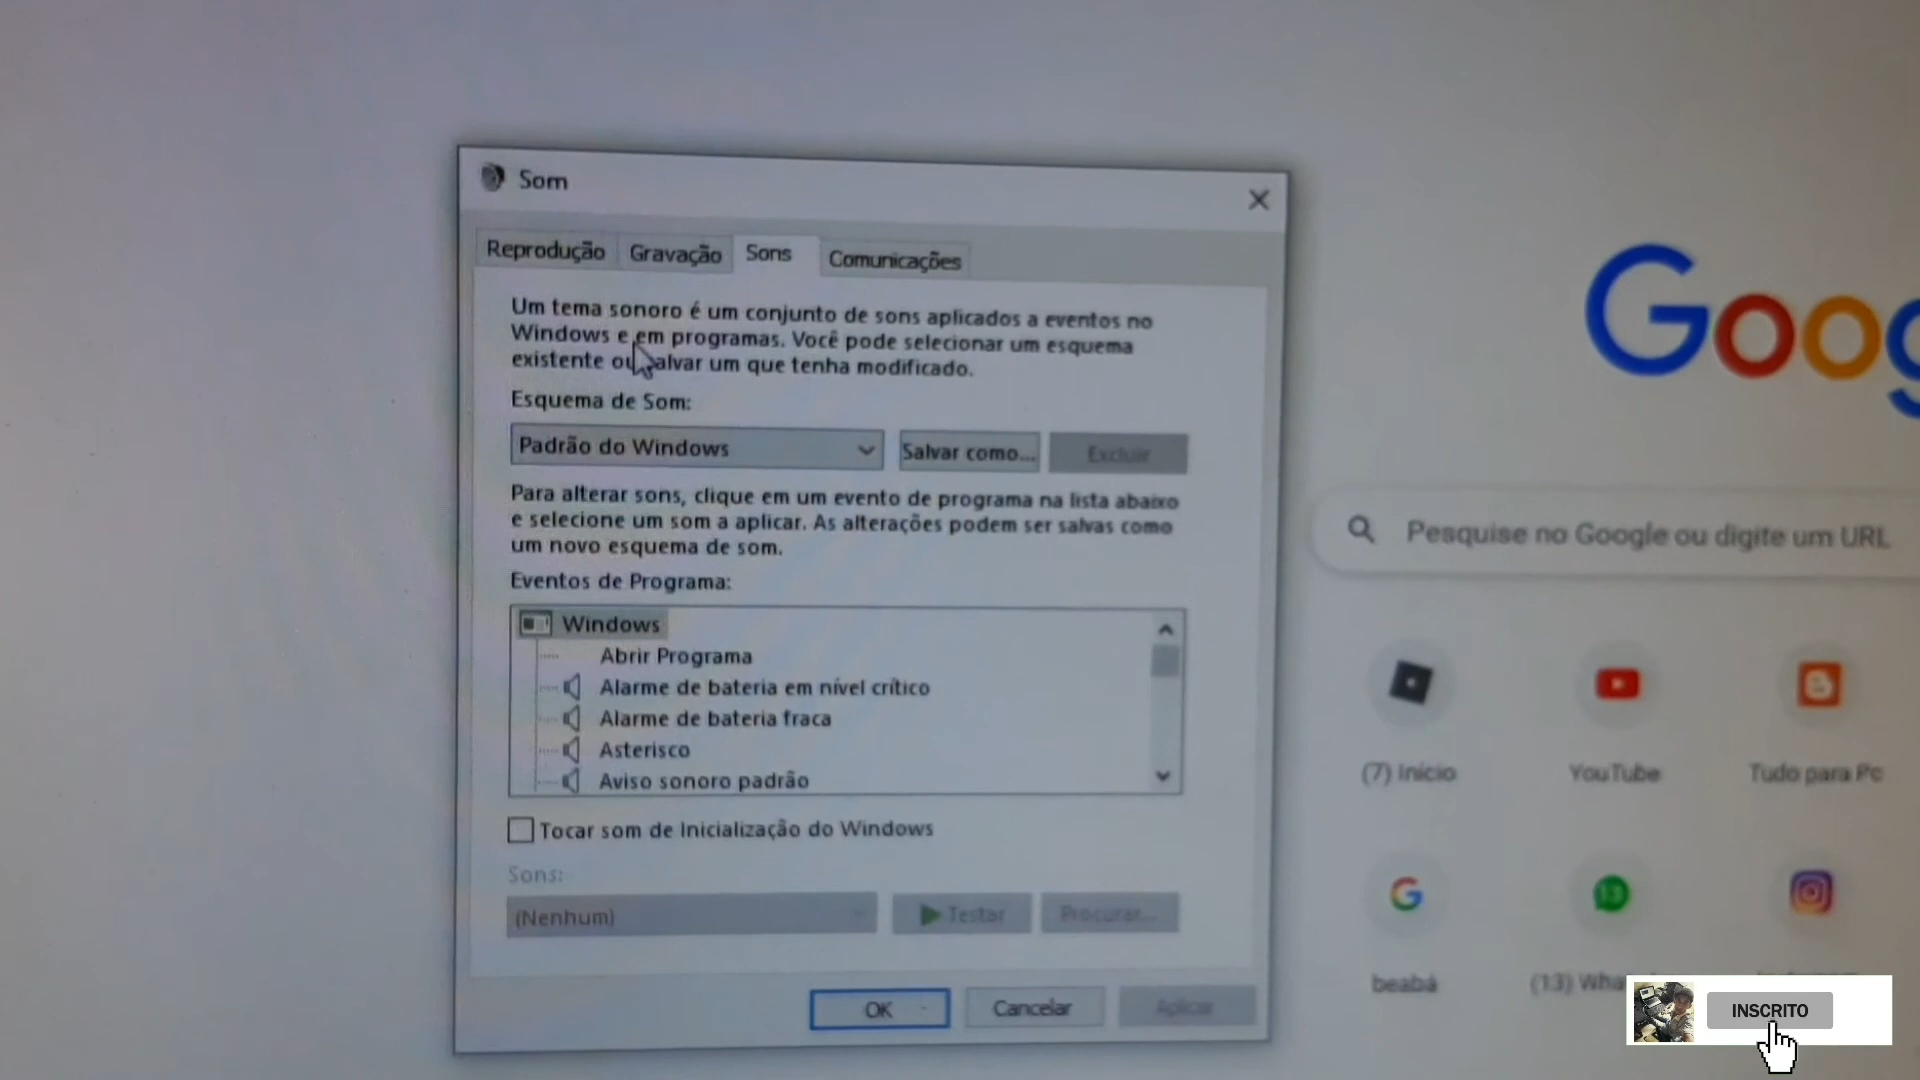 Som
Reprodução
Gravação
Sons
Comunicações
Um tema sonoro é um conjunto de sons aplicados a eventos no
Windows e em programas. Você pode selecionar um esquema
existente ou salvar um que tenha modificado.
Esquema de Som:
Padrão do Windows
Salvar como...
Excluir
Para alterar sons, clique em um evento de programa na lista abaixo
e selecione um som a aplicar. As alterações podem ser salvas como
um novo esquema de som.
Eventos de Programa:
Windows
Abrir Programa
Alarme de bateria em nível crítico
Alarme de bateria fraca
Asterisco
Aviso sonoro padrão
Tocar som de Inicialização do Windows
Sons:
(Nenhum)
Testar
Procurar...
OK
Cancelar
Aplicar
Goog
Pesquise no Google ou digite um URL
(7) Início
YouTube
Tudo para Pc
beabá
(13) Wha
INSCRITO